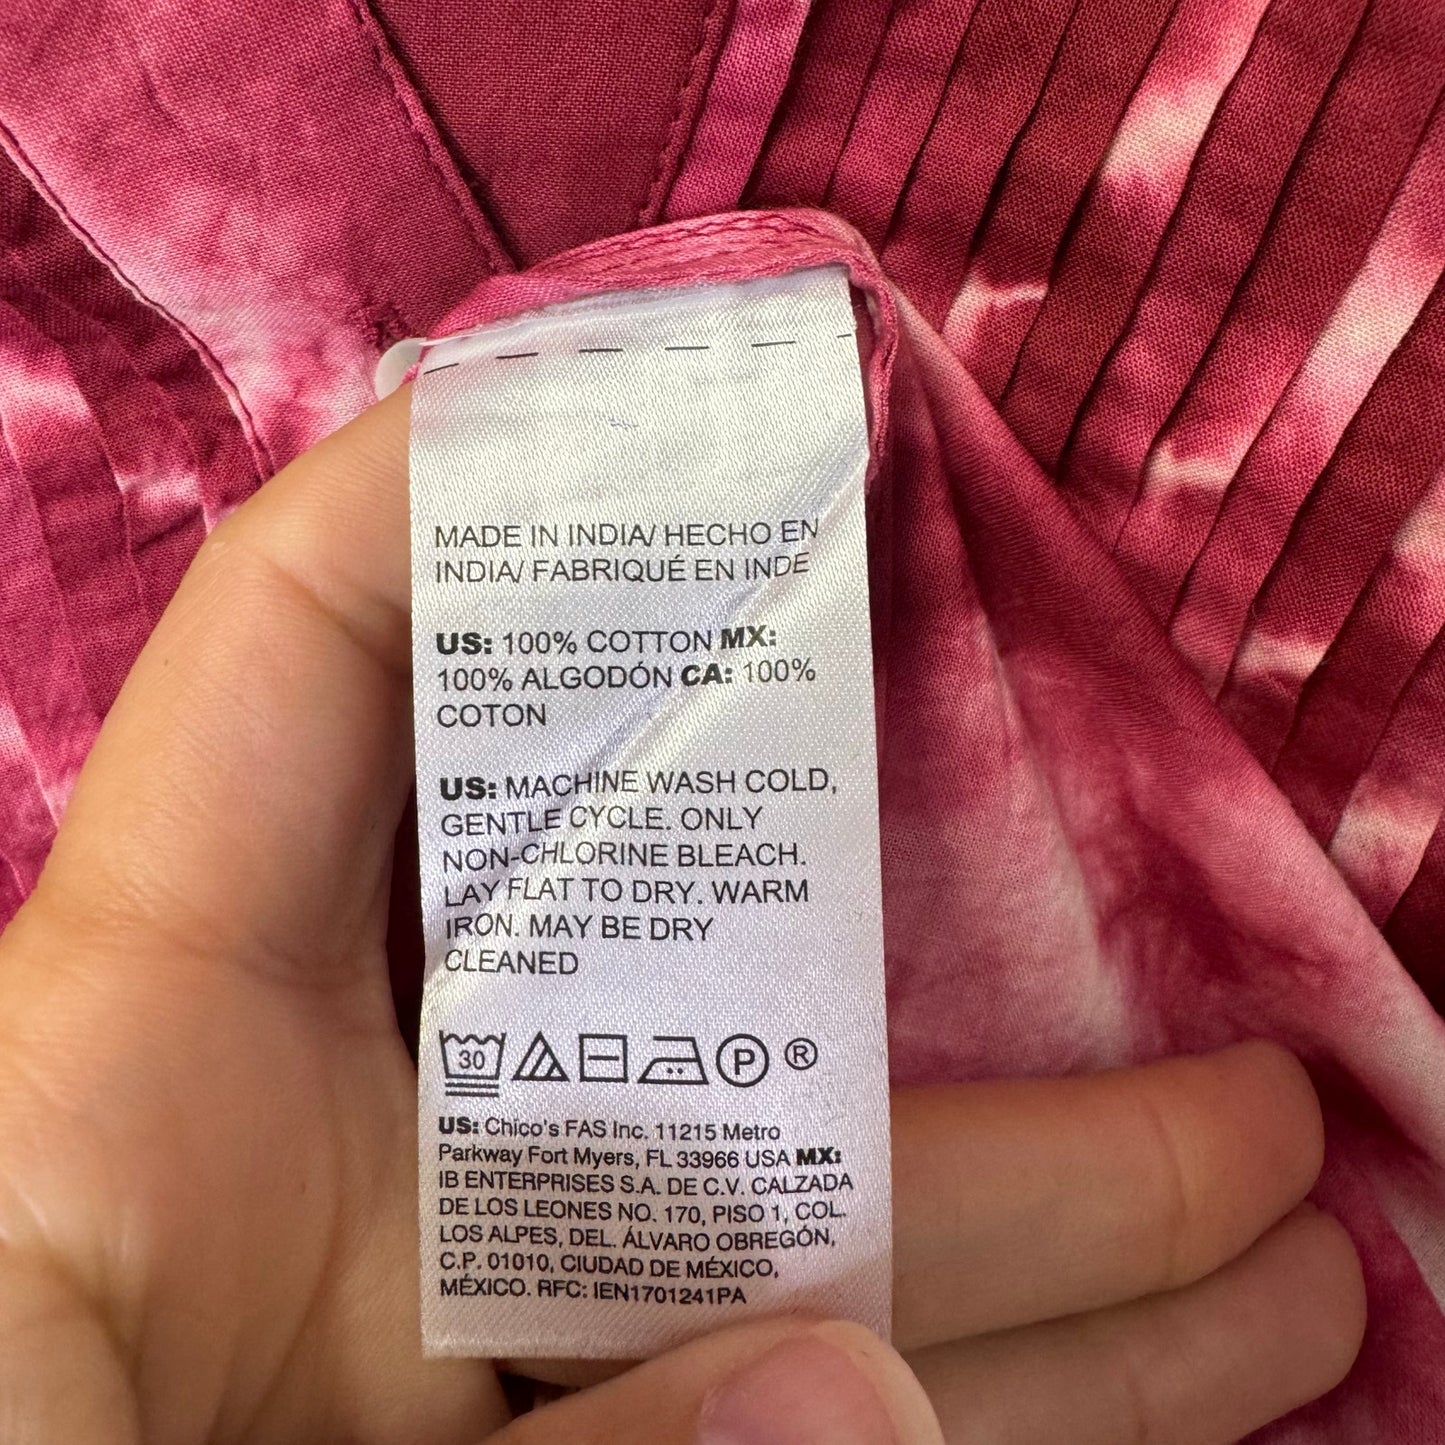 MADE IN INDIA/ HECHO EN
INDIA/ FABRIQUÉ EN INDE
US: 100% COTTON MX:
100% ALGODÓN CA: 100%
COTON
US: MACHINE WASH COLD,
GENTLE CYCLE. ONLY
NON-CHLORINE BLEACH.
LAY FLAT TO DRY. WARM
IRON. MAY BE DRY
CLEANED
30 P ®
US: Chico's FAS Inc. 11215 Metro
Parkway Fort Myers, FL 33966 USA MX:
IB ENTERPRISES S.A. DE C.V. CALZADA
DE LOS LEONES NO. 170, PISO 1, COL.
LOS ALPES, DEL. ÁLVARO OBREGÓN,
C.P. 01010, CIUDAD DE MÉXICO,
MÉXICO. RFC: IEN1701241PA